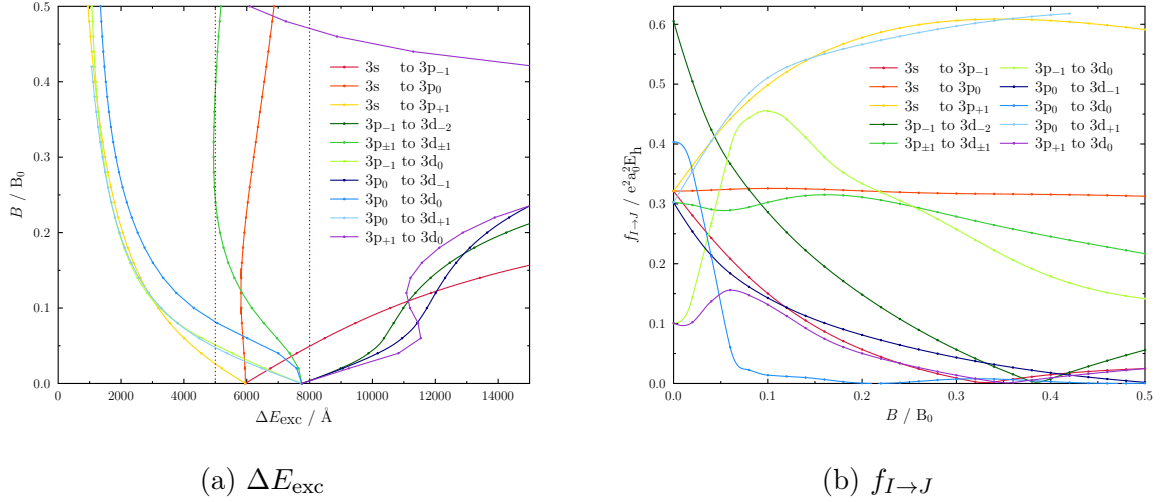 0.5
0.4
0.3
0.2
0.1
0.0
B / B₀
0
2000
4000
6000
8000
10000
12000
14000
ΔE_exc / Å
3s to 3p₋₁
3s to 3p₀
3s to 3p₊₁
3p₋₁ to 3d₋₂
3p±₁ to 3d±₁
3p₋₁ to 3d₀
3p₀ to 3d₋₁
3p₀ to 3d₀
3p₀ to 3d₊₁
3p₊₁ to 3d₀
(a) ΔE_exc
0.6
0.5
0.4
0.3
0.2
0.1
0.0
f_{I→J} / e²a₀²E_h
0.0
0.1
0.2
0.3
0.4
0.5
B / B₀
3s to 3p₋₁
3s to 3p₀
3s to 3p₊₁
3p₋₁ to 3d₋₂
3p±₁ to 3d±₁
3p₋₁ to 3d₀
3p₀ to 3d₋₁
3p₀ to 3d₀
3p₀ to 3d₊₁
3p₊₁ to 3d₀
(b) f_{I→J}